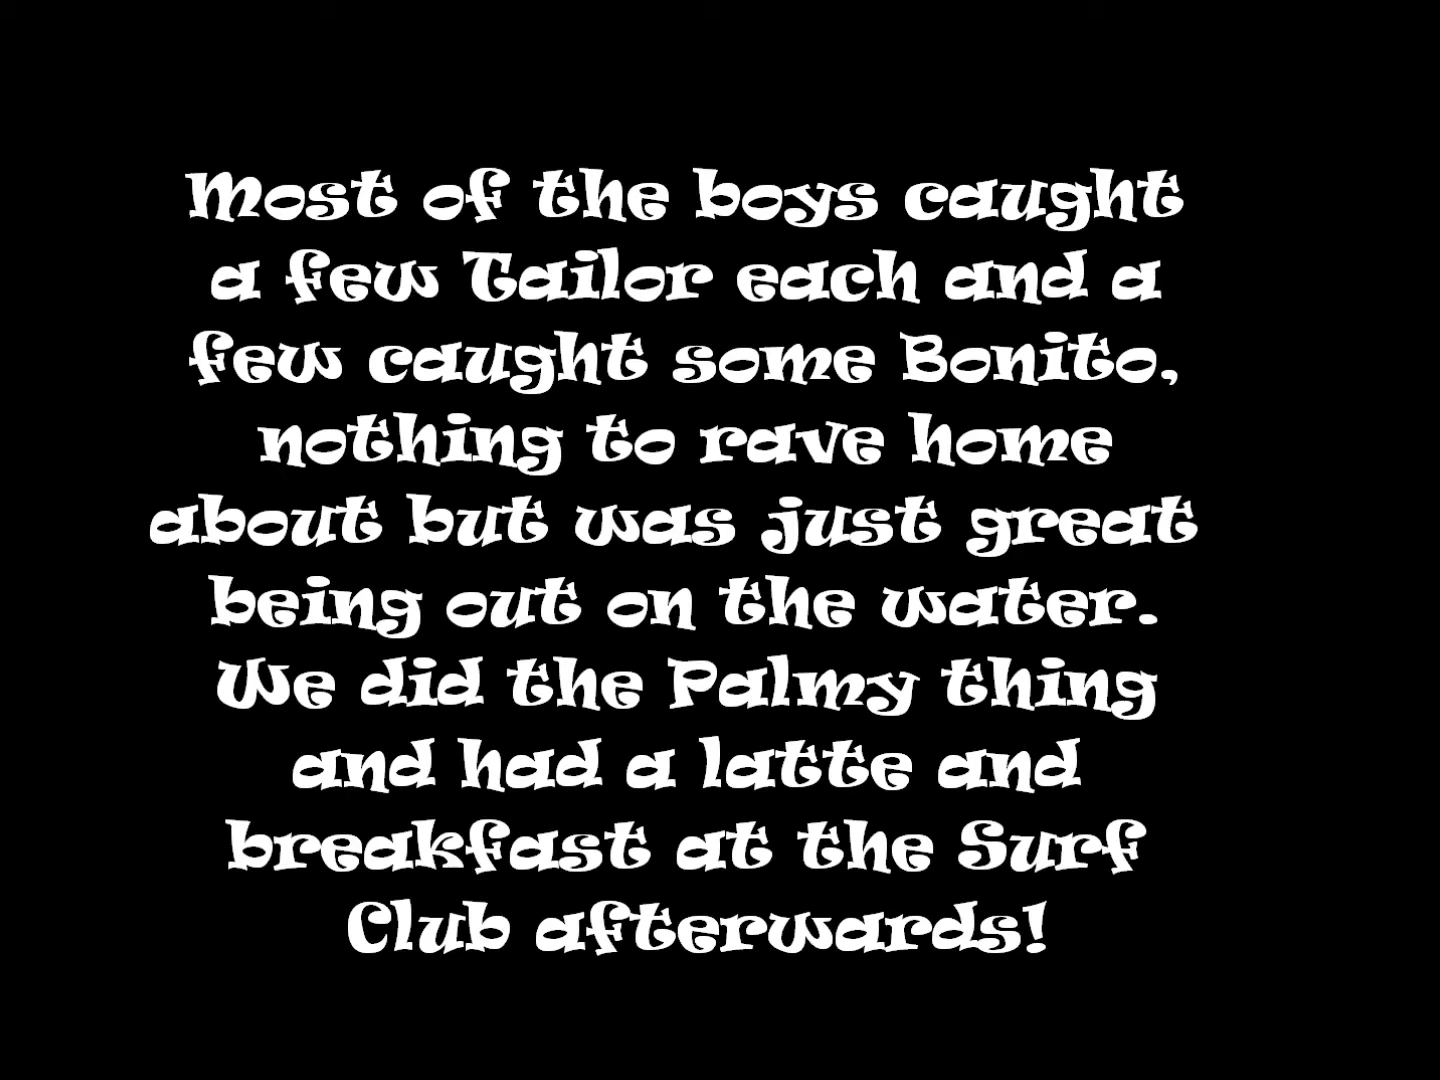 Most of the boys caught
a few Tailor each and a
few caught some Bonito,
nothing to rave home
about but was just great
being out on the water.
We did the Palmy thing
and had a latte and
breakfast at the Surf
Club afterwards!